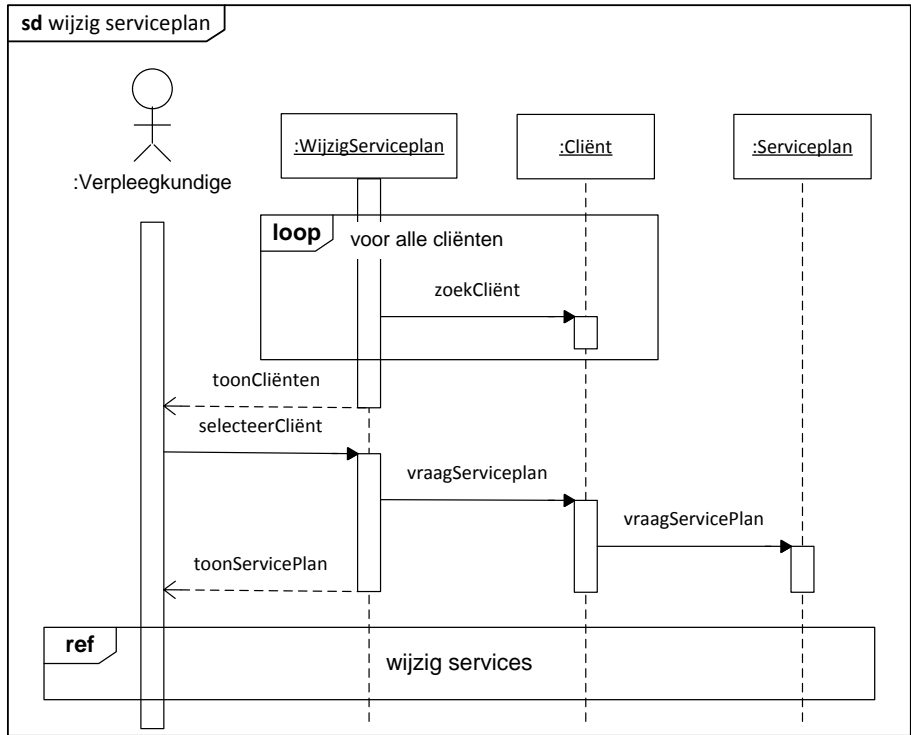 sd wijzig serviceplan
:Verpleegkundige
:WijzigServiceplan
:Cliënt
:Serviceplan
loop
voor alle cliënten
zoekCliënt
toonCliënten
selecteerCliënt
vraagServiceplan
vraagServicePlan
toonServicePlan
ref
wijzig services